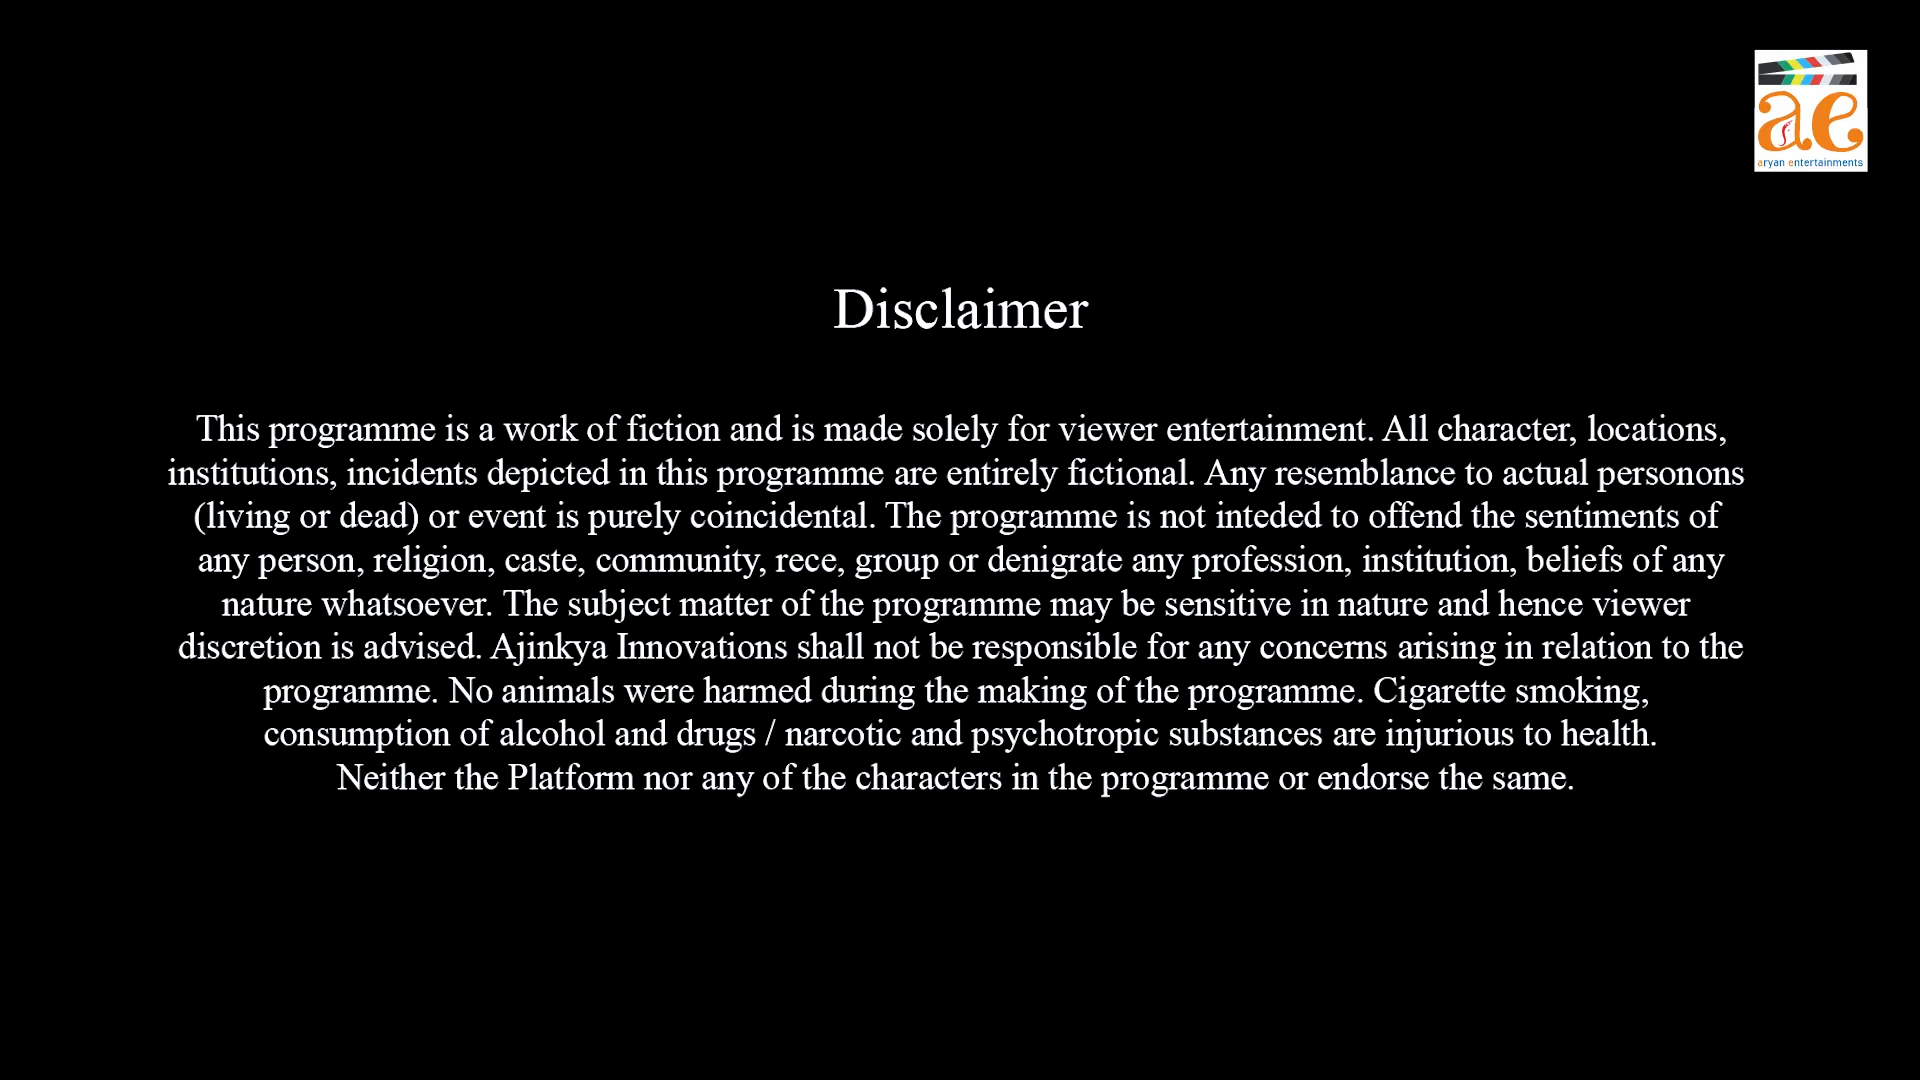 ae
aryan entertainments
Disclaimer
This programme is a work of fiction and is made solely for viewer entertainment. All character, locations,
institutions, incidents depicted in this programme are entirely fictional. Any resemblance to actual personons
(living or dead) or event is purely coincidental. The programme is not inteded to offend the sentiments of
any person, religion, caste, community, rece, group or denigrate any profession, institution, beliefs of any
nature whatsoever. The subject matter of the programme may be sensitive in nature and hence viewer
discretion is advised. Ajinkya Innovations shall not be responsible for any concerns arising in relation to the
programme. No animals were harmed during the making of the programme. Cigarette smoking,
consumption of alcohol and drugs / narcotic and psychotropic substances are injurious to health.
Neither the Platform nor any of the characters in the programme or endorse the same.